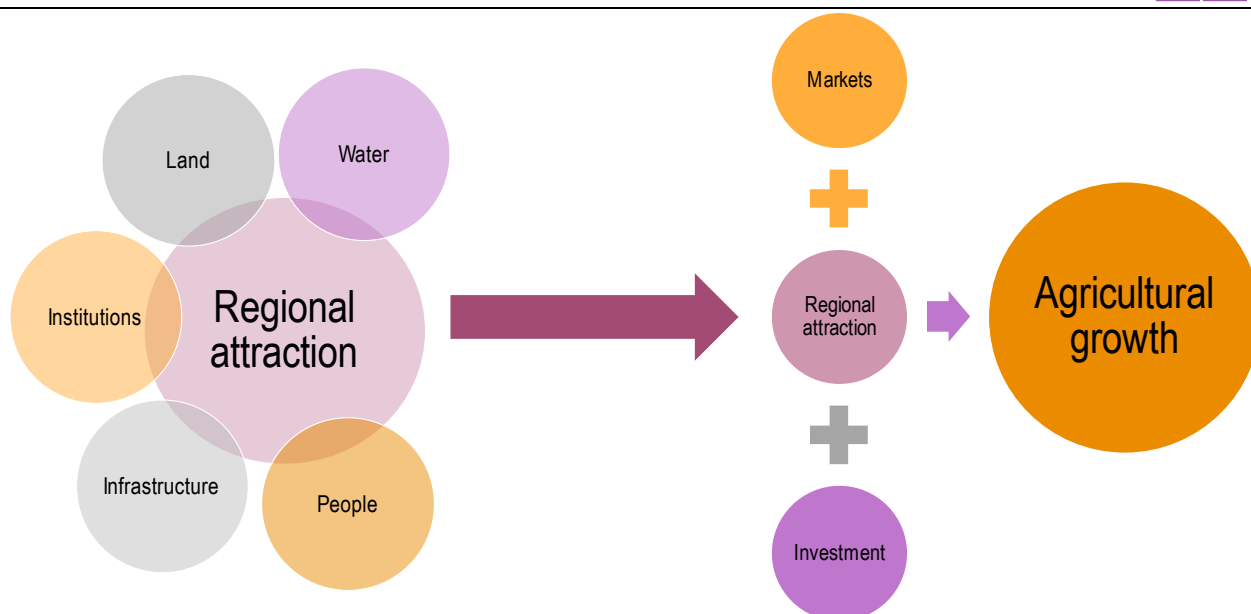 Land
Water
Institutions
Regional
attraction
Infrastructure
People
Markets
Regional
attraction
Investment
Agricultural
growth